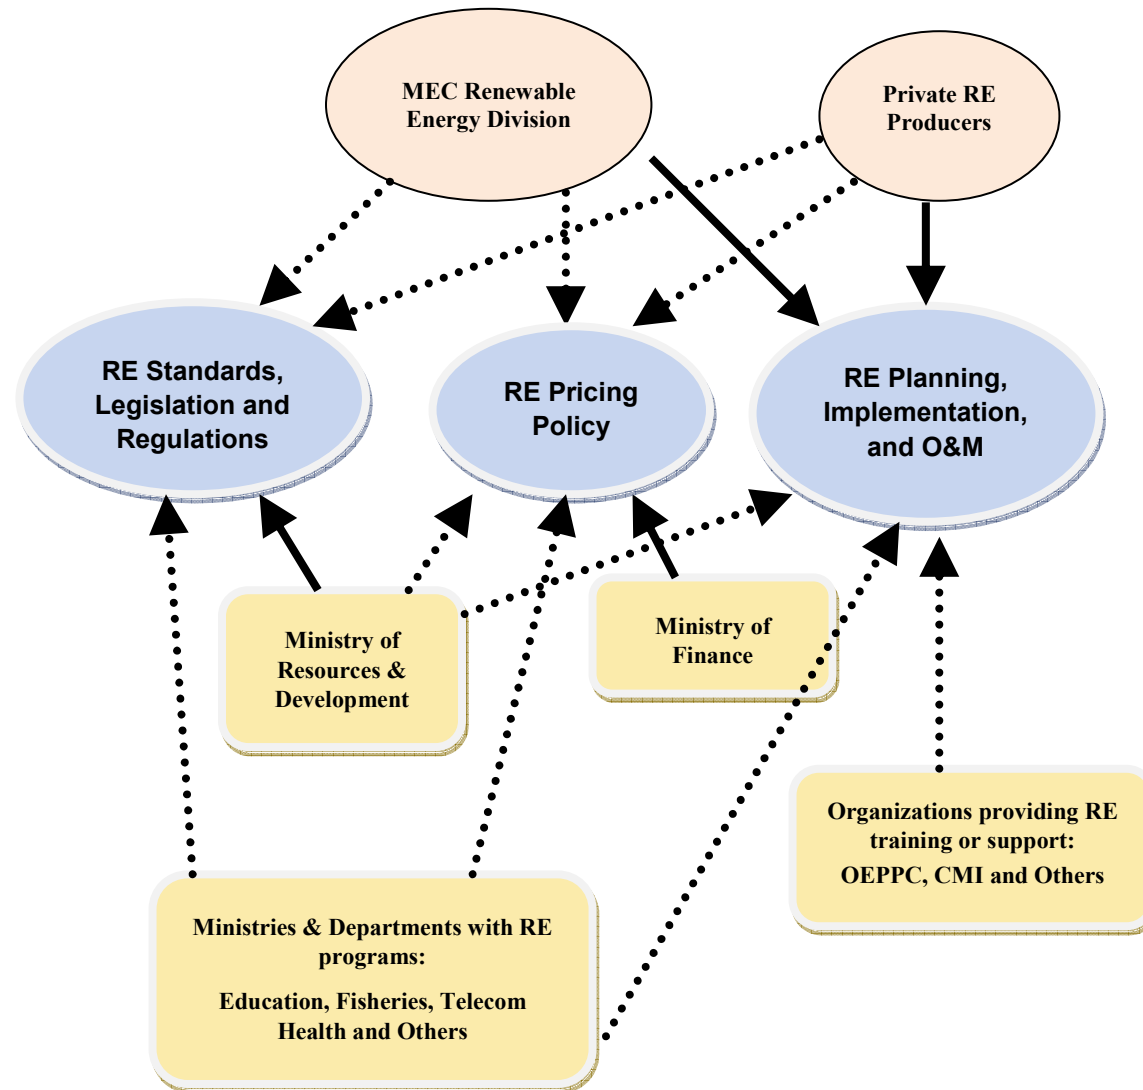 MEC Renewable
Energy Division
Private RE
Producers
RE Standards,
Legislation and
Regulations
RE Pricing
Policy
RE Planning,
Implementation,
and O&M
Ministry of
Resources &
Development
Ministry of
Finance
Organizations providing RE
training or support:
OEPPC, CMI and Others
Ministries & Departments with RE
programs:
Education, Fisheries, Telecom
Health and Others